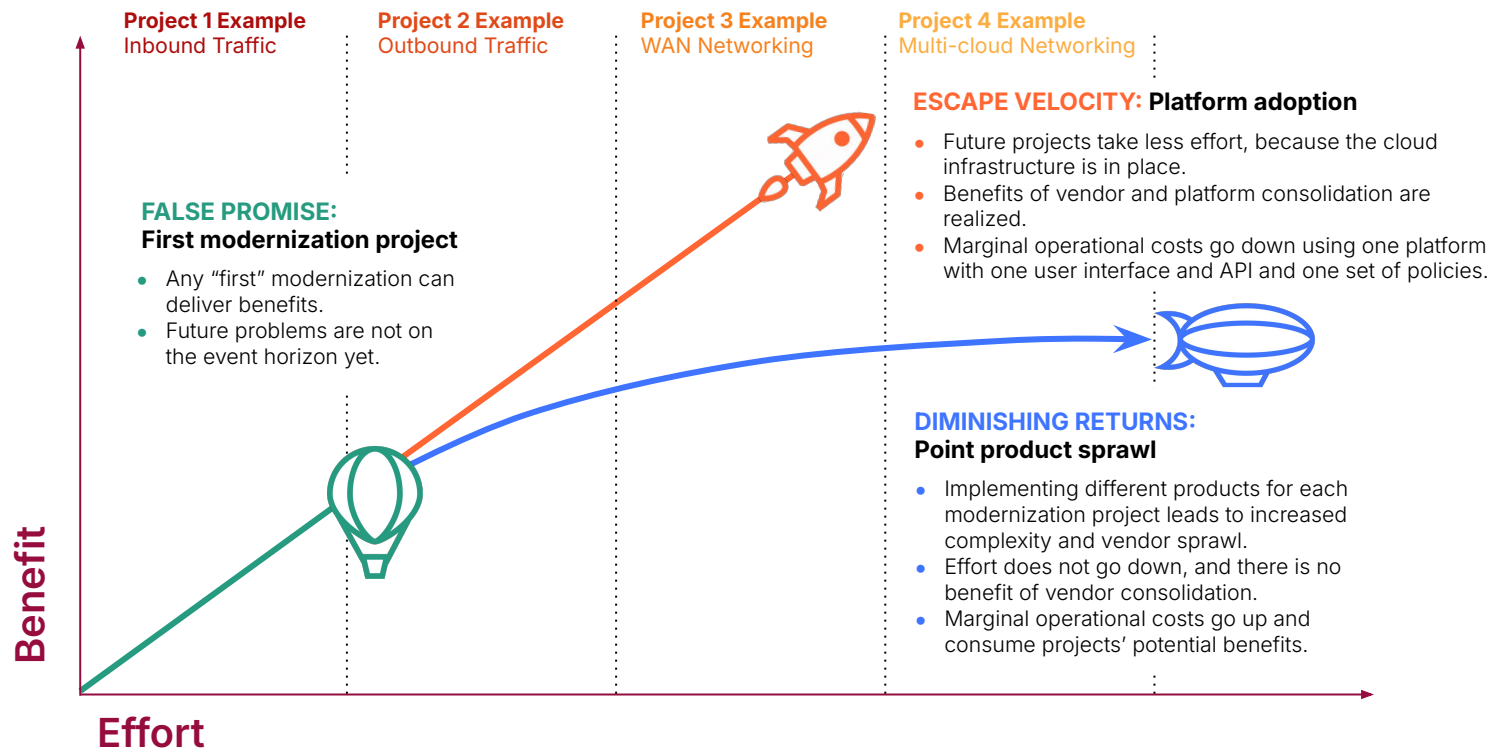 Project 1 Example
Inbound Traffic
Project 2 Example
Outbound Traffic
Project 3 Example
WAN Networking
Project 4 Example
Multi-cloud Networking
ESCAPE VELOCITY: Platform adoption
• Future projects take less effort, because the cloud
infrastructure is in place.
• Benefits of vendor and platform consolidation are
realized.
• Marginal operational costs go down using one platform
with one user interface and API and one set of policies.
FALSE PROMISE:
First modernization project
• Any “first” modernization can
deliver benefits.
• Future problems are not on
the event horizon yet.
DIMINISHING RETURNS:
Point product sprawl
• Implementing different products for each
modernization project leads to increased
complexity and vendor sprawl.
• Effort does not go down, and there is no
benefit of vendor consolidation.
• Marginal operational costs go up and
consume projects’ potential benefits.
Benefit
Effort